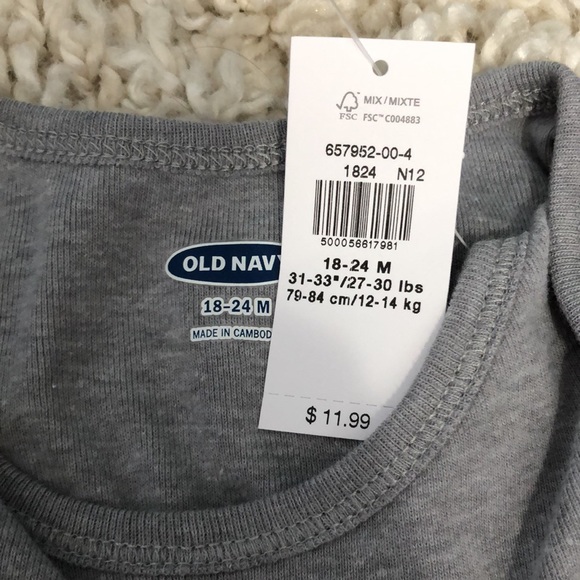 MIX/MIXTE
FSC FSC™ C004883
657952-00-4
1824 N12
500056617981
18-24 M
31-33"/27-30 lbs
79-84 cm/12-14 kg
$ 11.99
OLD NAVY
18-24 M
MADE IN CAMBOD